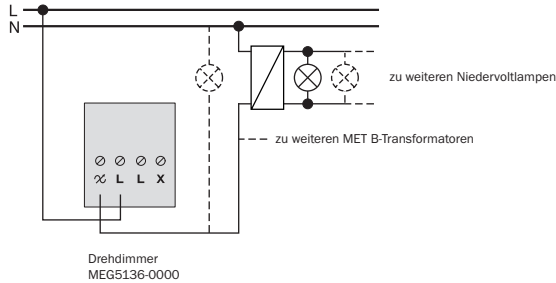 L
N
zu weiteren Niedervoltlampen
zu weiteren MET B-Transformatoren
L L X
Drehdimmer
MEG5136-0000